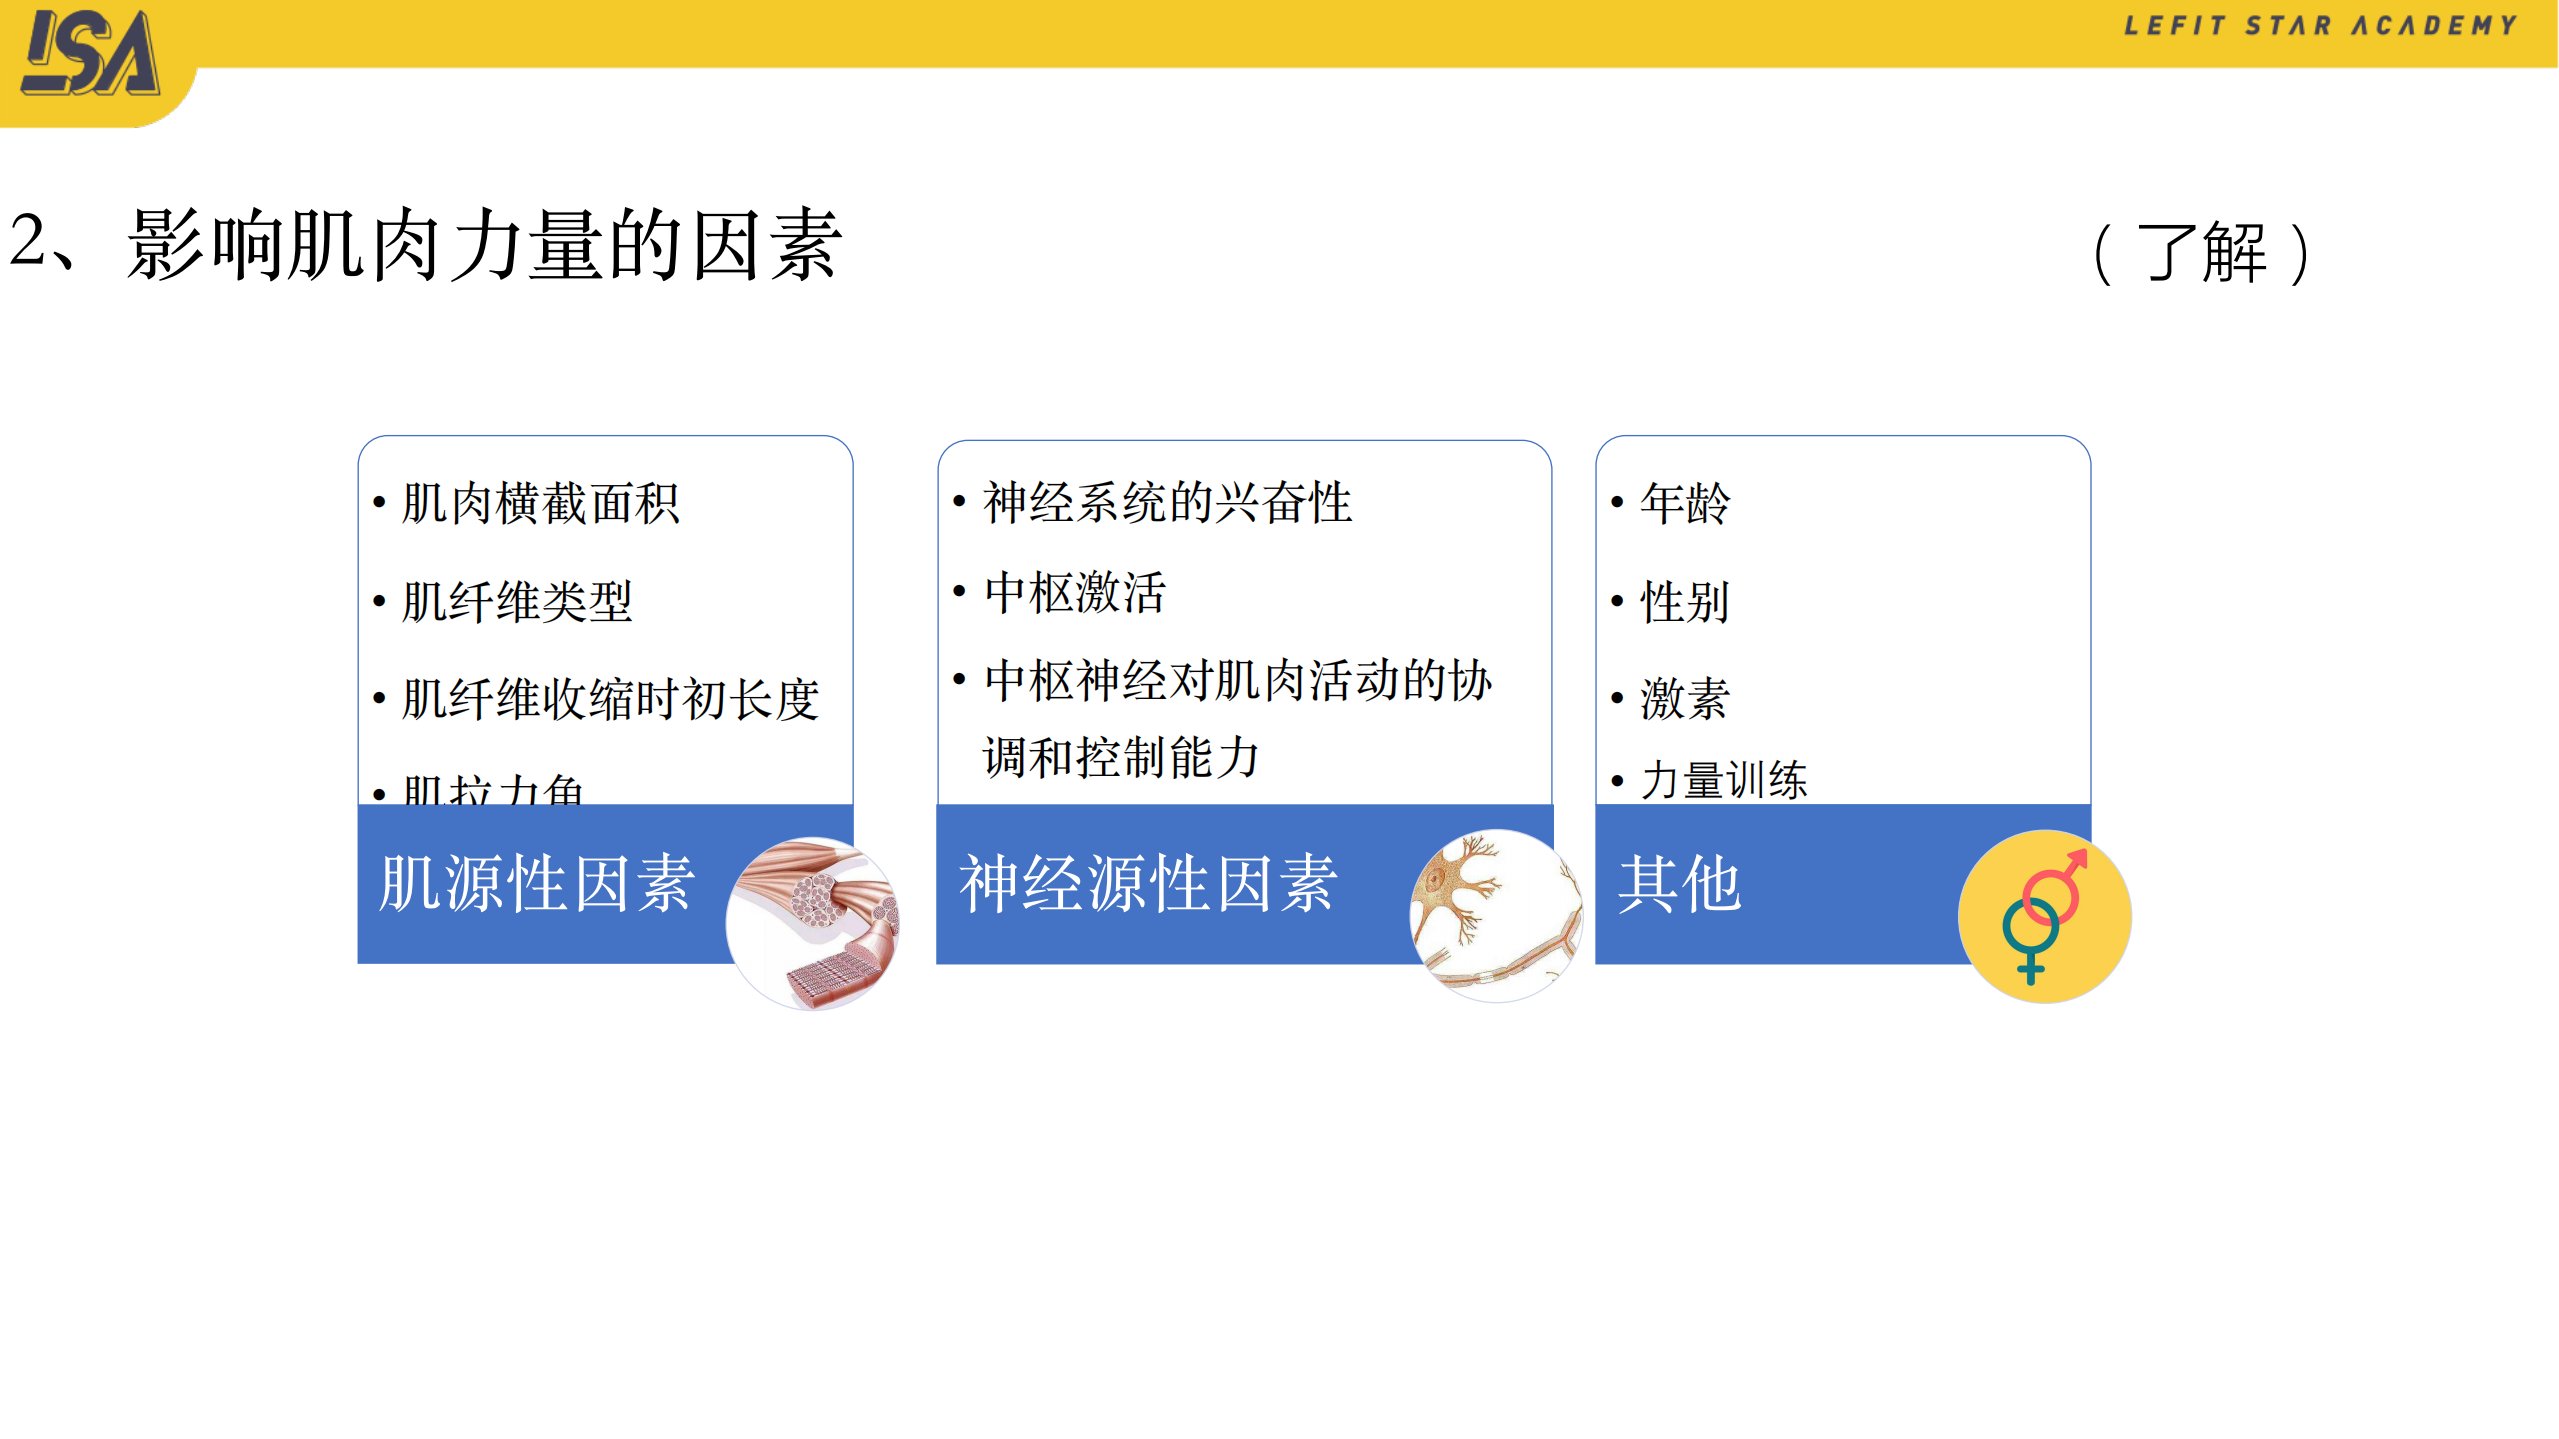 LSA
LEFIT STAR ACADEMY
2、影响肌肉力量的因素
（了解）
• 肌肉横截面积
• 肌纤维类型
• 肌纤维收缩时初长度
• 肌拉力角
肌源性因素
• 神经系统的兴奋性
• 中枢激活
• 中枢神经对肌肉活动的协
调和控制能力
神经源性因素
• 年龄
• 性别
• 激素
• 力量训练
其他